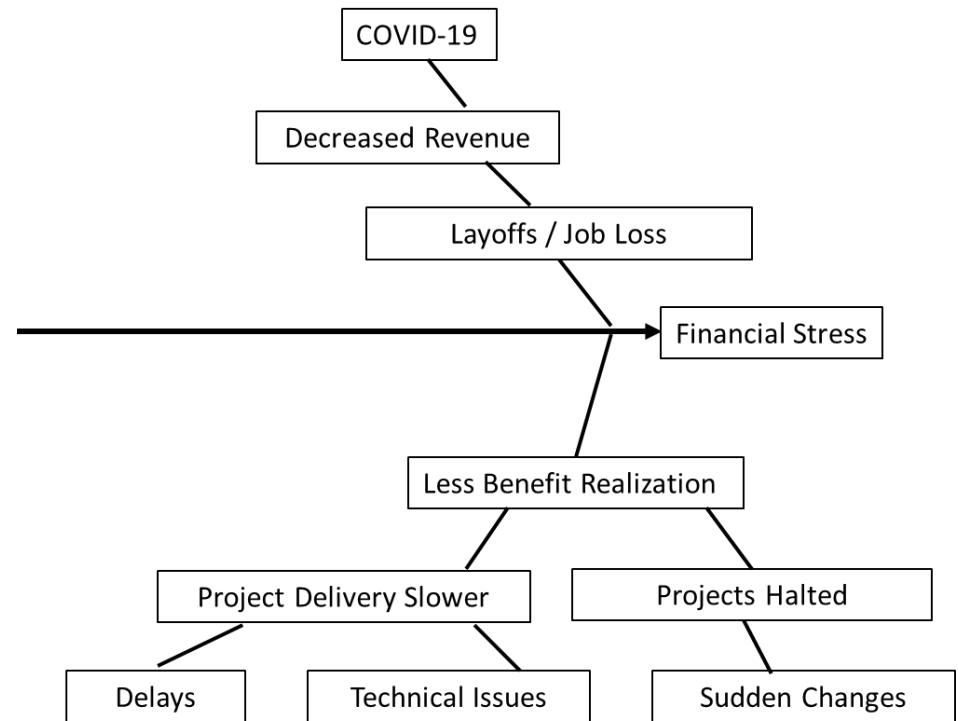 COVID-19
Decreased Revenue
Layoffs / Job Loss
Financial Stress
Less Benefit Realization
Project Delivery Slower
Projects Halted
Delays
Technical Issues
Sudden Changes